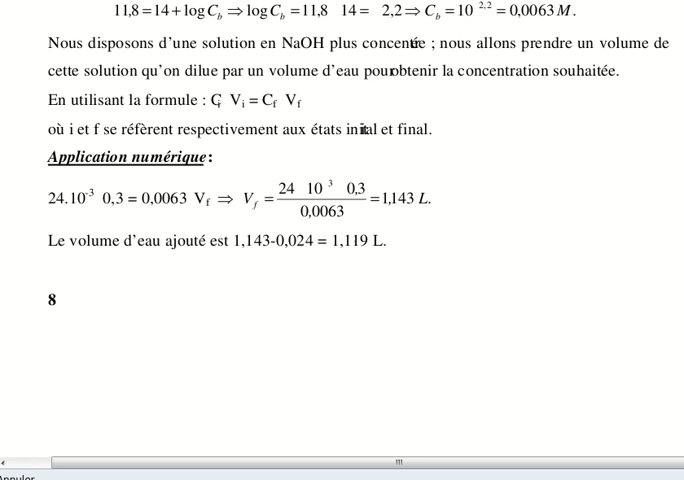 11,8 = 14 + log C_b ⇒ log C_b = 11,8 14 = 2,2 ⇒ C_b = 10^2,2 = 0,0063 M.
Nous disposons d'une solution en NaOH plus concentrée ; nous allons prendre un volume de
cette solution qu'on dilue par un volume d'eau pour obtenir la concentration souhaitée.
En utilisant la formule : C_i V_i = C_f V_f
où i et f se réfèrent respectivement aux états initial et final.
Application numérique :
24.10^-3 0,3 = 0,0063 V_f ⇒ V_f = 24 10^3 0,3 / 0,0063 = 1,143 L.
Le volume d'eau ajouté est 1,143-0,024 = 1,119 L.
8